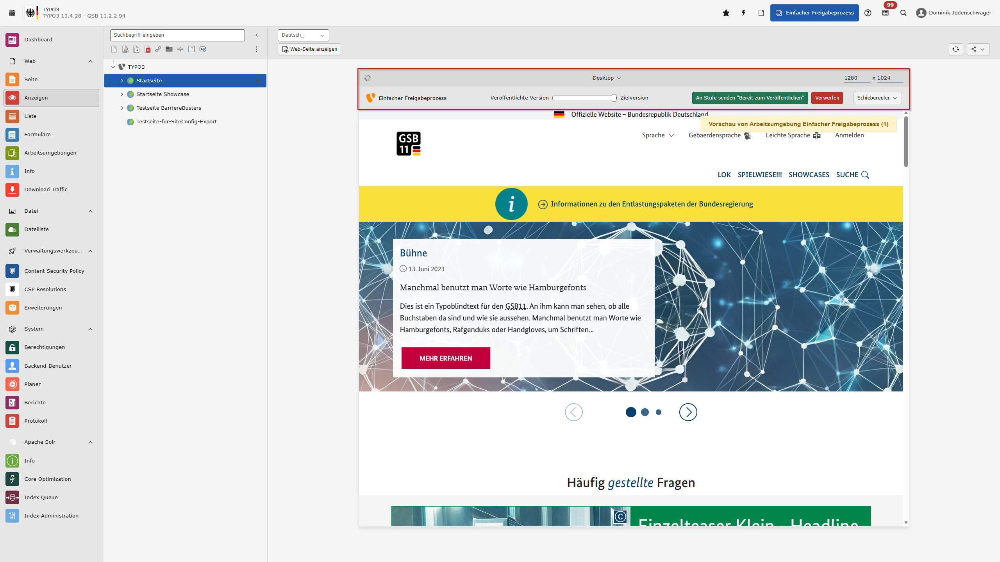 TYPO3
TYPO3 13.4.28 - GSB 11.2.2.94
Einfacher Freigabeprozess
99
Dominik Jodenschwager
Dashboard
Web
Seite
Anzeigen
Liste
Formulare
Arbeitsumgebungen
Info
Download Traffic
Datei
Dateiliste
Verwaltungswerkzeu...
Content Security Policy
CSP Resolutions
Erweiterungen
System
Berechtigungen
Backend-Benutzer
Planer
Berichte
Protokoll
Apache Solr
Info
Core Optimization
Index Queue
Index Administration
Suchbegriff eingeben
TYPO3
Startseite
Startseite Showcase
Testseite BarriereBusters
Testseite-für-SiteConfig-Export
Deutsch_
Web-Seite anzeigen
Desktop
1280 x 1024
Einfacher Freigabeprozess
Veröffentlichte Version
Zielversion
An Stufe senden "Bereit zum Veröffentlichen"
Verwerfen
Schieberegler
Offizielle Website – Bundesrepublik Deutschland
Vorschau von Arbeitsumgebung Einfacher Freigabeprozess (1)
GSB
11
Sprache
Gebaerdensprache
Leichte Sprache
Anmelden
LOK SPIELWIESE!!! SHOWCASES SUCHE
i
Informationen zu den Entlastungspaketen der Bundesregierung
Bühne
13. Juni 2023
Manchmal benutzt man Worte wie Hamburgefonts
Dies ist ein Typoblindtext für den GSB11. An ihm kann man sehen, ob alle
Buchstaben da sind und wie sie aussehen. Manchmal benutzt man Worte wie
Hamburgefonts, Rafgenduks oder Handgloves, um Schriften...
MEHR ERFAHREN
Häufig gestellte Fragen
C
Einzelteaser Klein – Headline